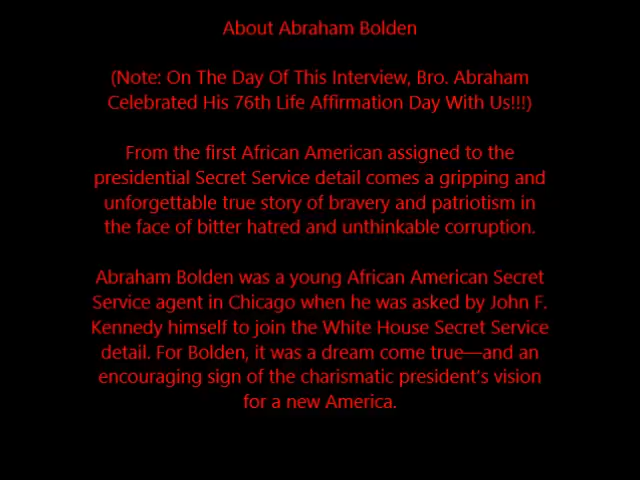 About Abraham Bolden
(Note: On The Day Of This Interview, Bro. Abraham
Celebrated His 76th Life Affirmation Day With Us!!!)
From the first African American assigned to the
presidential Secret Service detail comes a gripping and
unforgettable true story of bravery and patriotism in
the face of bitter hatred and unthinkable corruption.
Abraham Bolden was a young African American Secret
Service agent in Chicago when he was asked by John F.
Kennedy himself to join the White House Secret Service
detail. For Bolden, it was a dream come true—and an
encouraging sign of the charismatic president's vision
for a new America.